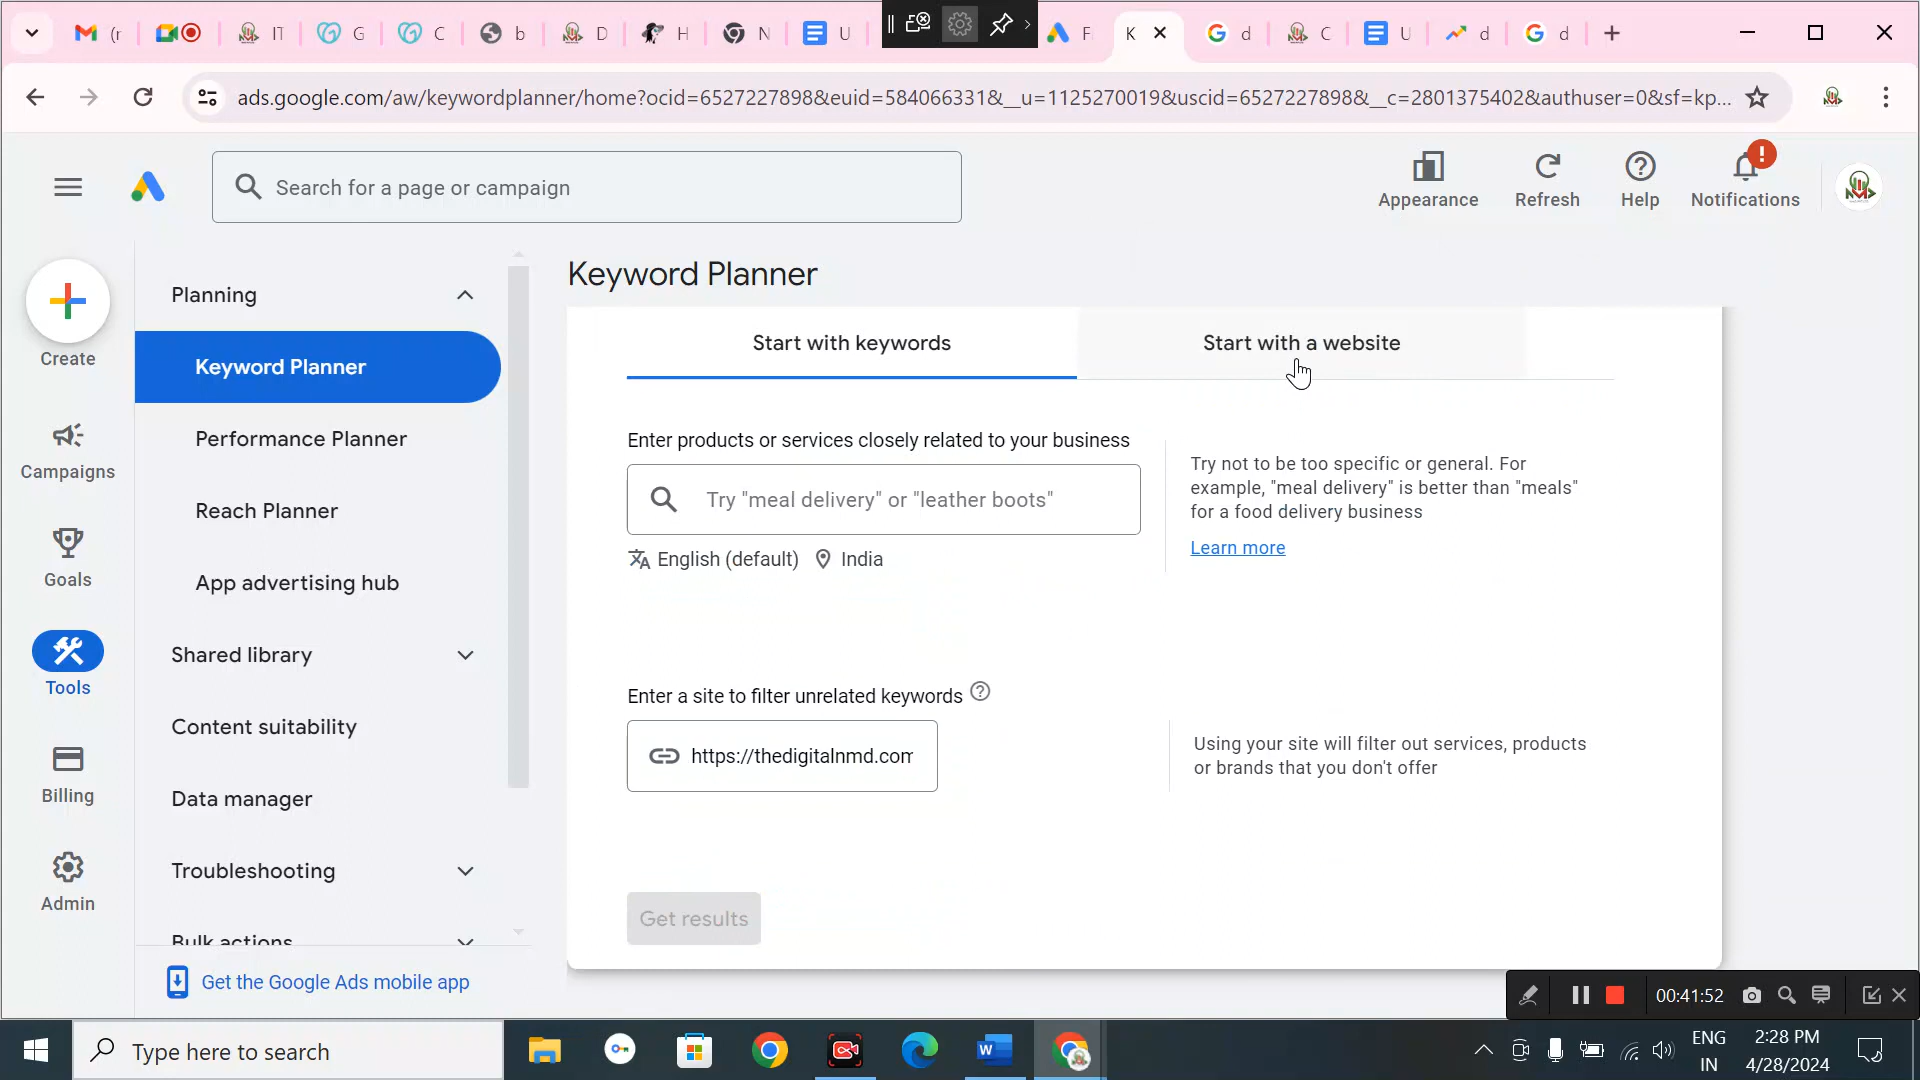 (r
IT
G
C
b
D
H
N
U
F
K
d
C
U
d
d
ads.google.com/aw/keywordplanner/home?ocid=6527227898&euid=584066331&__u=1125270019&uscid=6527227898&__c=2801375402&authuser=0&sf=kp...
Search for a page or campaign
Appearance
Refresh
Help
!
Notifications
Create
Campaigns
Goals
Tools
Billing
Admin
Planning
Keyword Planner
Performance Planner
Reach Planner
App advertising hub
Shared library
Content suitability
Data manager
Troubleshooting
Bulk actions
Get the Google Ads mobile app
Keyword Planner
Start with keywords
Start with a website
Enter products or services closely related to your business
Try "meal delivery" or "leather boots"
English (default)
India
Try not to be too specific or general. For
example, "meal delivery" is better than "meals"
for a food delivery business
Learn more
Enter a site to filter unrelated keywords
https://thedigitalnmd.com
Using your site will filter out services, products
or brands that you don't offer
Get results
00:41:52
Type here to search
ENG
IN
2:28 PM
4/28/2024